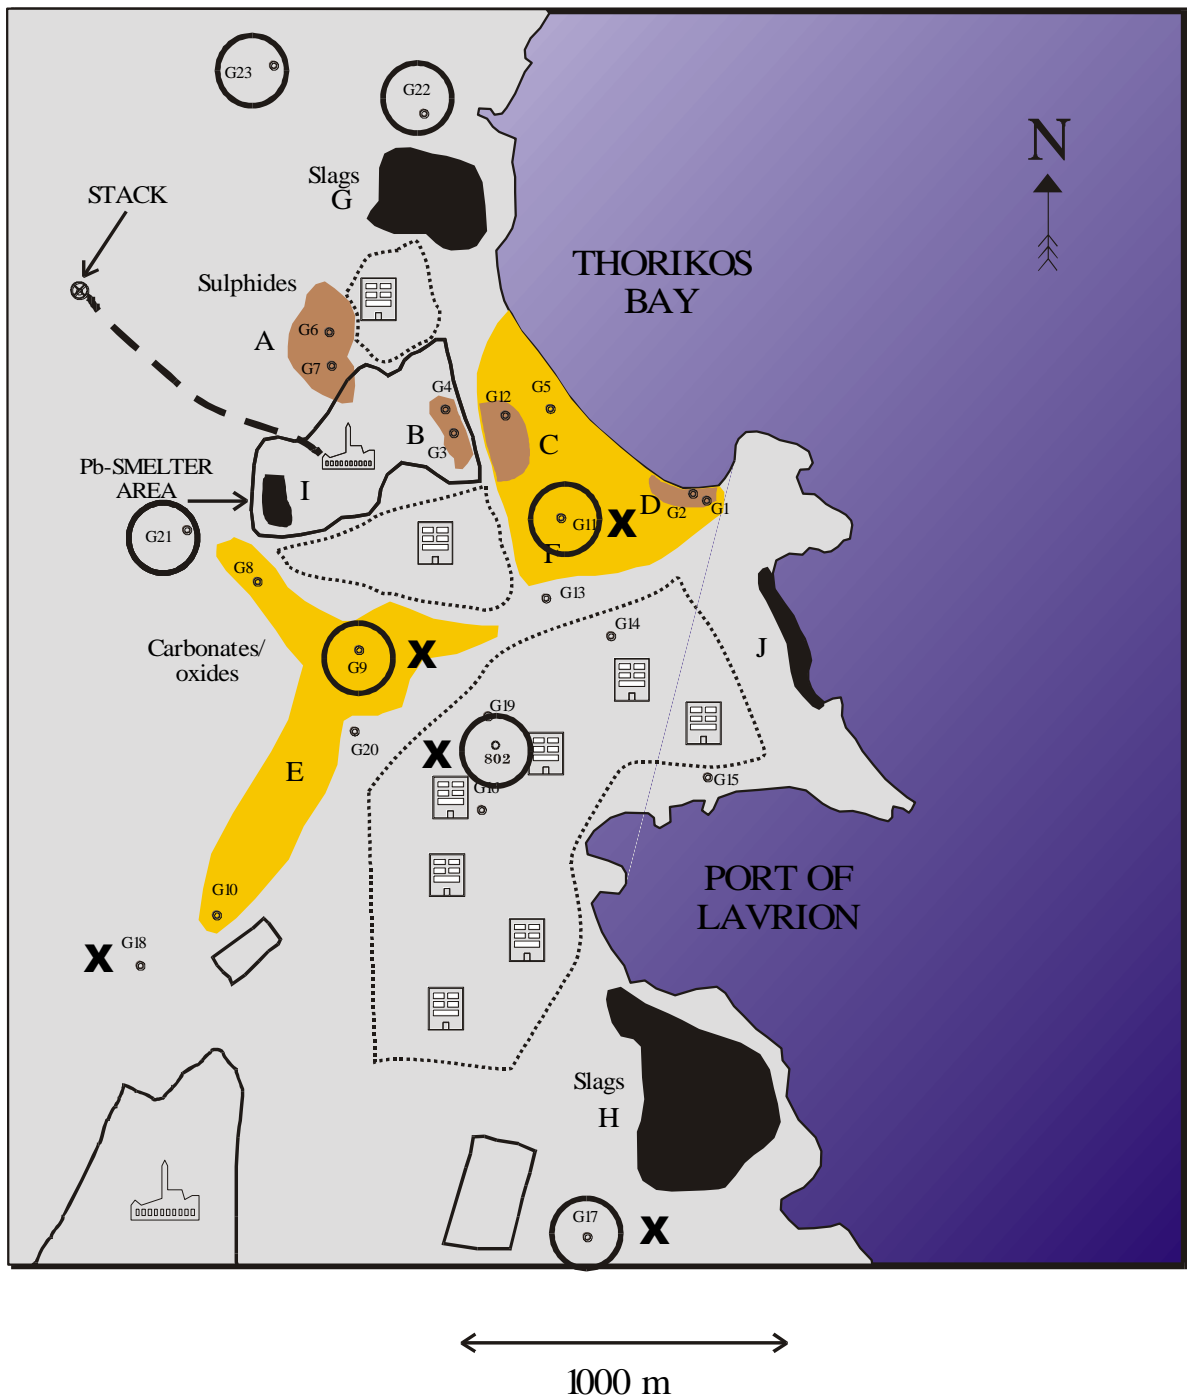 G23
G22
Slags
G
STACK
N
THORIKOS
BAY
Sulphides
G6
A
G7
G4
G12
G5
B
G3
C
Pb-SMELTER
AREA
I
D
G2
G1
G21
G11
X
F
G8
G13
G14
Carbonates/
oxides
G9
X
J
G19
G20
X
802
E
G16
G15
PORT OF
LAVRION
G10
X
G18
Slags
H
G17
X
1000 m